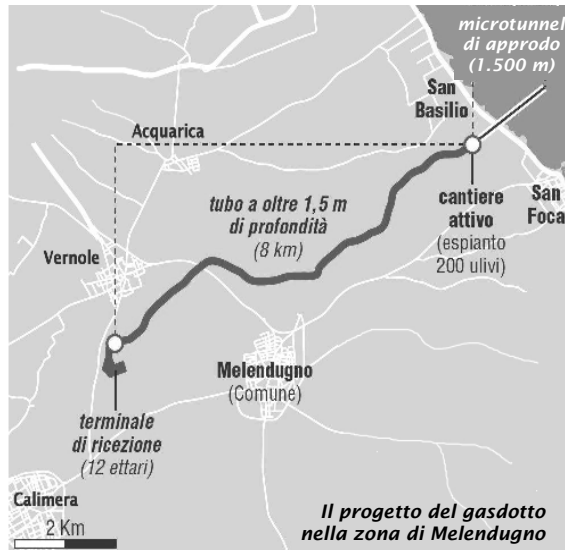 microtunnel
di approdo
(1.500 m)
San
Basilio
Acquarica
cantiere
attivo
(espianto
200 ulivi)
San
Foca
tubo a oltre 1,5 m
di profondità
(8 km)
Vernole
Melendugno
(Comune)
terminale
di ricezione
(12 ettari)
Calimera
2 Km
Il progetto del gasdotto
nella zona di Melendugno